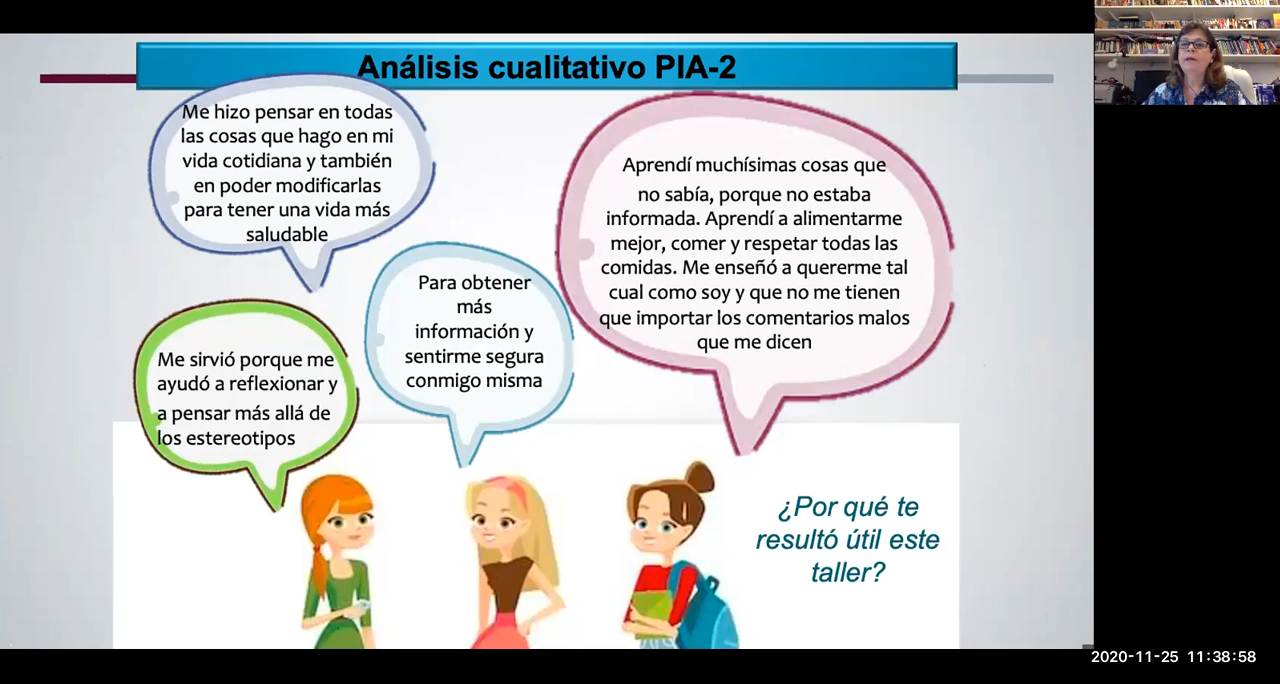 Análisis cualitativo PIA-2
Me hizo pensar en todas
las cosas que hago en mi
vida cotidiana y también
en poder modificarlas
para tener una vida más
saludable
Aprendí muchísimas cosas que
no sabía, porque no estaba
informada. Aprendí a alimentarme
mejor, comer y respetar todas las
comidas. Me enseñó a quererme tal
cual como soy y que no me tienen
que importar los comentarios malos
que me dicen
Para obtener
más
información y
sentirme segura
conmigo misma
Me sirvió porque me
ayudó a reflexionar y
a pensar más allá de
los estereotipos
¿Por qué te
resultó útil este
taller?
2020-11-25 11:38:58